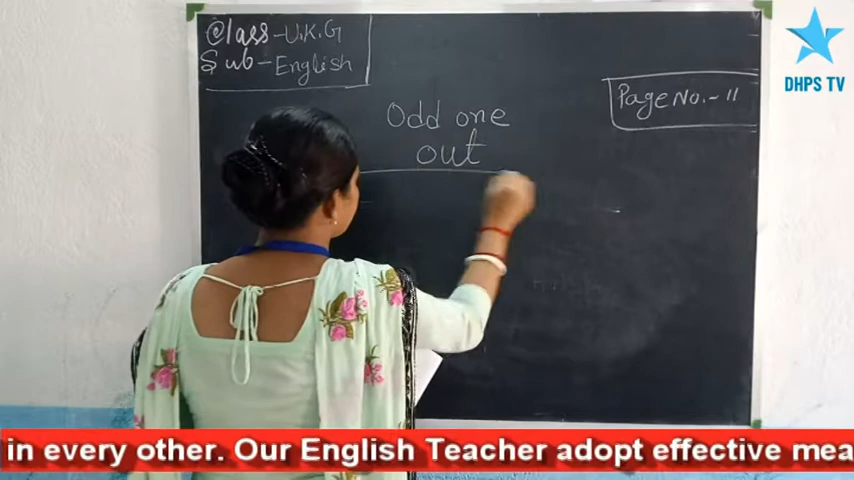 Class - U.K.G
Sub - English
Page No. - 11
Odd one
out
DHPS TV
in every other. Our English Teacher adopt effective mea